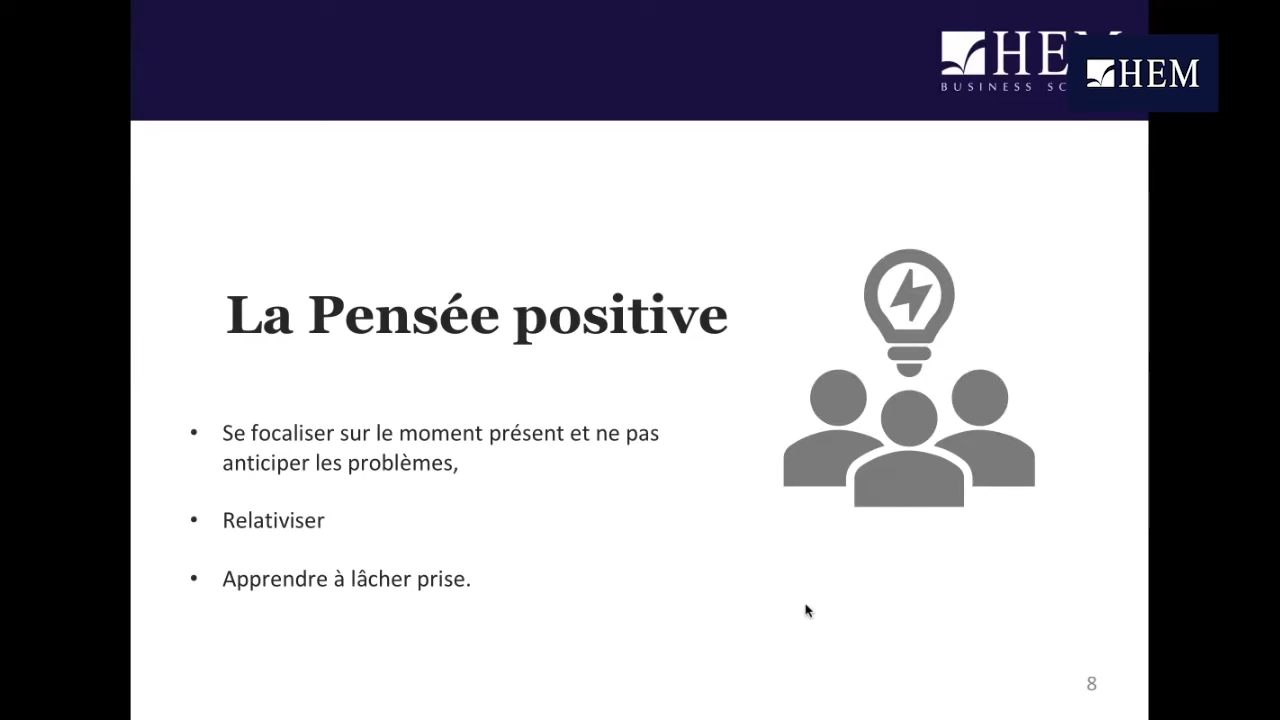 HEM
BUSINESS SC
HEM
La Pensée positive
• Se focaliser sur le moment présent et ne pas
anticiper les problèmes,
• Relativiser
• Apprendre à lâcher prise.
8